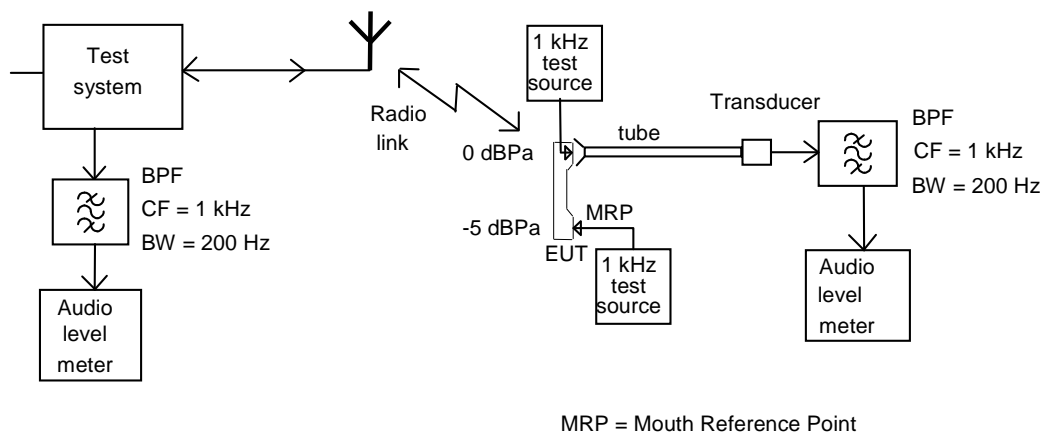 Test
system
1 kHz
test
source
Radio
link
Transducer
tube
0 dBPa
BPF
CF = 1 kHz
BW = 200 Hz
BPF
CF = 1 kHz
BW = 200 Hz
MRP
-5 dBPa
EUT
1 kHz
test
source
Audio
level
meter
Audio
level
meter
MRP = Mouth Reference Point